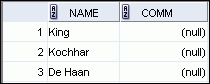 NAME COMM
1 King (null)
2 Kochhar (null)
3 De Haan (null)